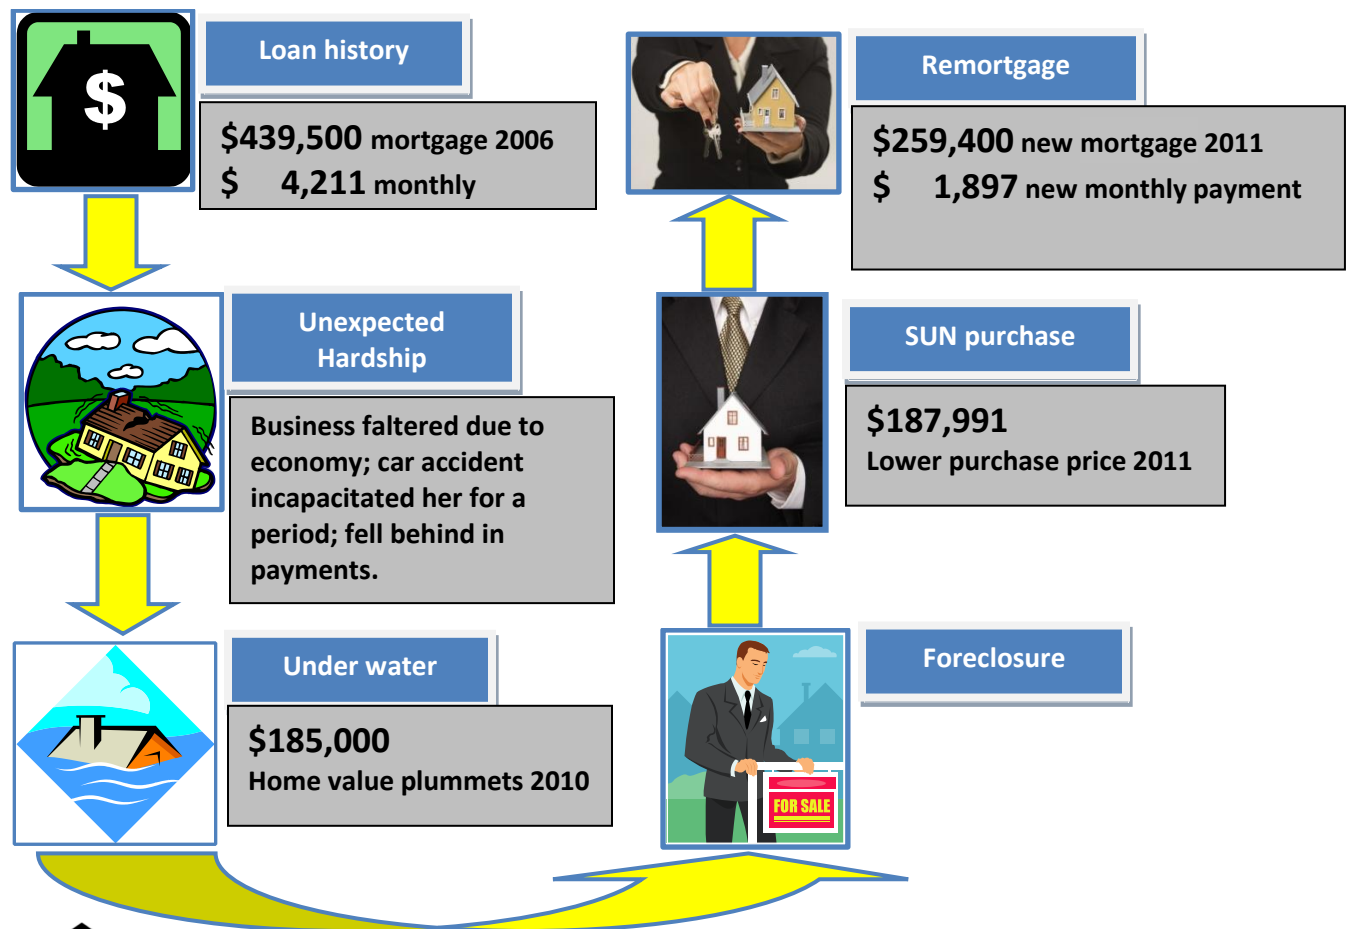 Loan history
$439,500 mortgage 2006
$ 4,211 monthly
Unexpected
Hardship
Business faltered due to
economy; car accident
incapacitated her for a
period; fell behind in
payments.
Under water
$185,000
Home value plummets 2010
Foreclosure
FOR SALE
SUN purchase
$187,991
Lower purchase price 2011
Remortgage
$259,400 new mortgage 2011
$ 1,897 new monthly payment
$